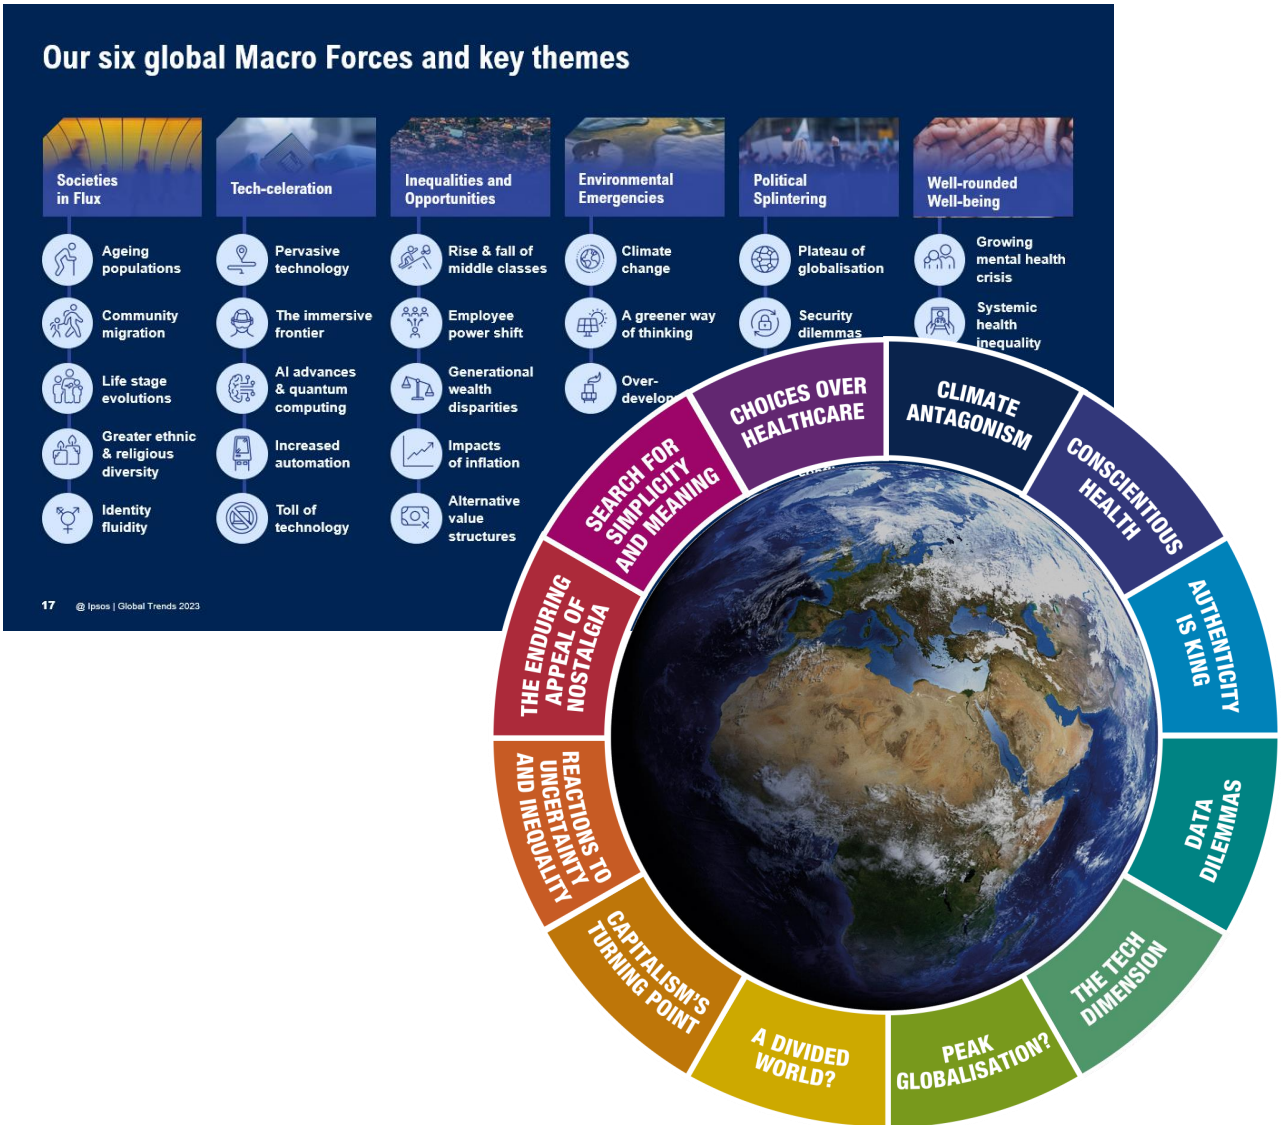 Our six global Macro Forces and key themes
Societies
in Flux
Ageing
populations
Community
migration
Life stage
evolutions
Greater ethnic
& religious
diversity
Identity
fluidity
Tech-celeration
Pervasive
technology
The immersive
frontier
AI advances
& quantum
computing
Increased
automation
Toll of
technology
Inequalities and
Opportunities
Rise & fall of
middle classes
Employee
power shift
Generational
wealth
disparities
Impacts
of inflation
Alternative
value
structures
Environmental
Emergencies
Climate
change
A greener way
of thinking
Over-
develop
Political
Splintering
Plateau of
globalisation
Security
dilemmas
Well-rounded
Well-being
Growing
mental health
crisis
Systemic
health
inequality
17 @ Ipsos | Global Trends 2023
CLIMATE
ANTAGONISM
CONSCIENTIOUS
HEALTH
AUTHENTICITY
IS KING
DATA
DILEMMAS
THE TECH
DIMENSION
PEAK
GLOBALISATION?
A DIVIDED
WORLD?
CAPITALISM'S
TURNING POINT
REACTIONS TO
UNCERTAINTY
AND INEQUALITY
THE ENDURING
APPEAL OF
NOSTALGIA
SEARCH FOR
SIMPLICITY
AND MEANING
CHOICES OVER
HEALTHCARE